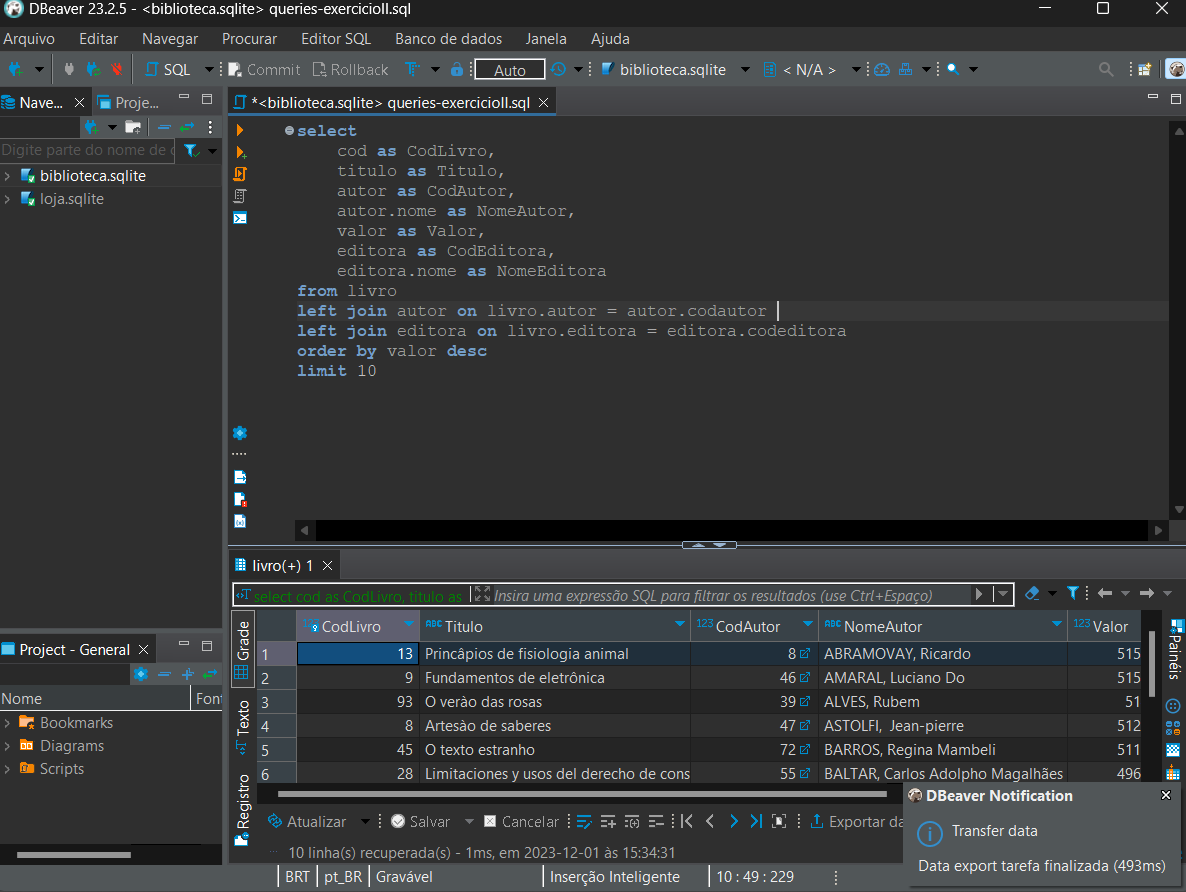 DBeaver 23.2.5 - <biblioteca.sqlite> queries-exercicioII.sql
Arquivo Editar Navegar Procurar Editor SQL Banco de dados Janela Ajuda
SQL Commit Rollback Auto biblioteca.sqlite < N/A >
Nave... Proje...
*<biblioteca.sqlite> queries-exercicioII.sql
Digite parte do nome de
biblioteca.sqlite
loja.sqlite
select
cod as CodLivro,
titulo as Titulo,
autor as CodAutor,
autor.nome as NomeAutor,
valor as Valor,
editora as CodEditora,
editora.nome as NomeEditora
from livro
left join autor on livro.autor = autor.codautor
left join editora on livro.editora = editora.codeditora
order by valor desc
limit 10
livro(+) 1
select cod as CodLivro, titulo as Insira uma expressão SQL para filtrar os resultados (use Ctrl+Espaço)
Grade
Texto
Registro
CodLivro ABC Titulo 123 CodAutor ABC NomeAutor 123 Valor
1 13 Princâpios de fisiologia animal 8 ABRAMOVAY, Ricardo 515
2 9 Fundamentos de eletrônica 46 AMARAL, Luciano Do 515
3 93 O verào das rosas 39 ALVES, Rubem 51
4 8 Artesào de saberes 47 ASTOLFI, Jean-pierre 512
5 45 O texto estranho 72 BARROS, Regina Mambeli 511
6 28 Limitaciones y usos del derecho de cons 55 BALTAR, Carlos Adolpho Magalhães 496
Painéis
Project - General
Nome Font
Bookmarks
Diagrams
Scripts
Atualizar Salvar Cancelar Exportar da
10 linha(s) recuperada(s) - 1ms, em 2023-12-01 às 15:34:31
DBeaver Notification
Transfer data
Data export tarefa finalizada (493ms)
BRT pt_BR Gravável Inserção Inteligente 10 : 49 : 229